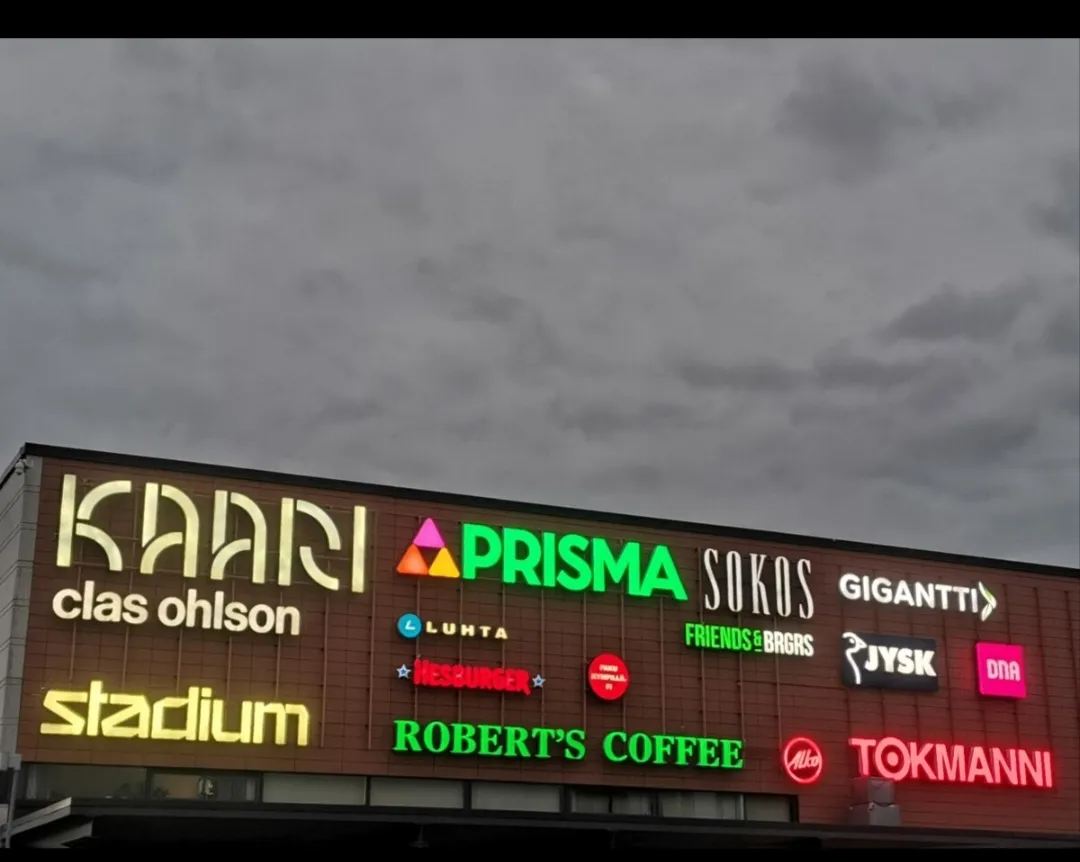 KAARI
clas ohlson
stadium
PRISMA
LUHTA
HESBURGER
ROBERT'S COFFEE
SOKOS
FRIENDS & BRGRS
GIGANTTI
JYSK
DNA
Alko
TOKMANNI